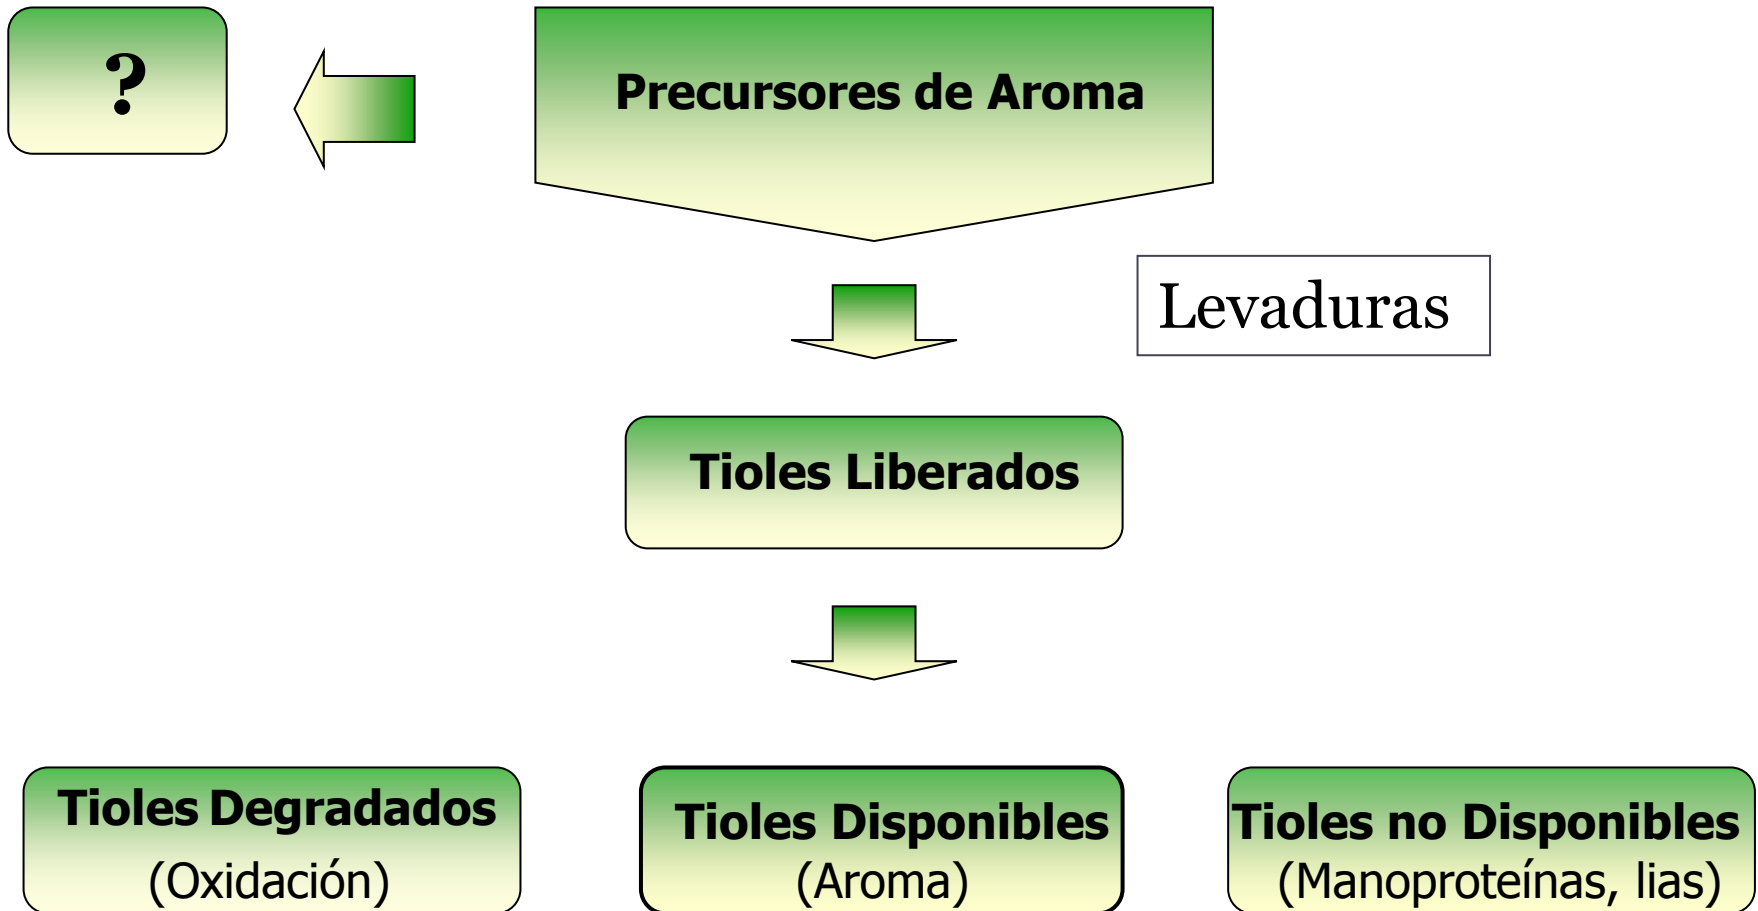 ?
Precursores de Aroma
Levaduras
Tioles Liberados
Tioles Degradados
(Oxidación)
Tioles Disponibles
(Aroma)
Tioles no Disponibles
(Manoproteínas, lias)